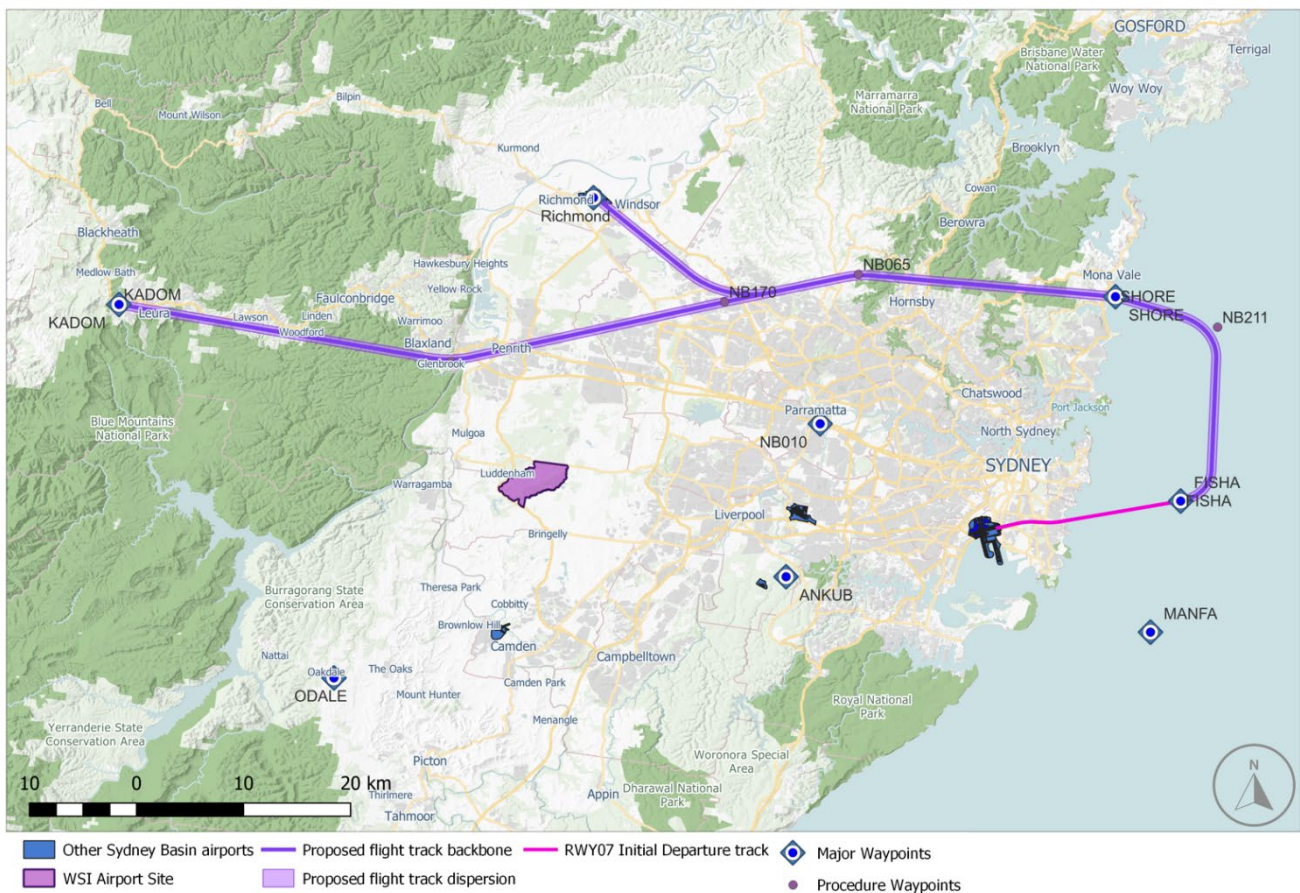 GOSFORD
Terrigal
Brisbane Water
National Park
Woy Woy
Marramarra
National Park
Bell
Bilpin
Mount Wilson
Kurmond
Brooklyn
Cowan
Richmond
Windsor
Richmond
Berowra
Blackheath
Medlow Bath
Hawkesbury Heights
Yellow Rock
NB065
Mona Vale
KADOM
Faulconbridge
NB170
Hornsby
SHORE
KADOM
Leura
Lawson
Linden
Warrimoo
SHORE
NB211
Woodford
Blaxland
Penrith
Glenbrook
Chatswood
Parramatta
Port Jackson
Blue Mountains
National Park
Mulgoa
NB010
North Sydney
Luddenham
SYDNEY
Warragamba
FISHA
FISHA
Liverpool
Bringelly
Burragorang State
Conservation Area
Theresa Park
ANKUB
Cobbitty
MANFA
Brownlow Hill
Nattai
Camden
Campbelltown
Oakdale
The Oaks
ODALE
Mount Hunter
Camden Park
Royal National
Park
Menangle
Yerranderie State
Conservation Area
Woronora Special
Area
Picton
N
10 0 10 20 km
Thirlmere
Appin
Dharawal National
Park
Tahmoor
Other Sydney Basin airports
Proposed flight track backbone
RWY07 Initial Departure track
Major Waypoints
WSI Airport Site
Proposed flight track dispersion
Procedure Waypoints